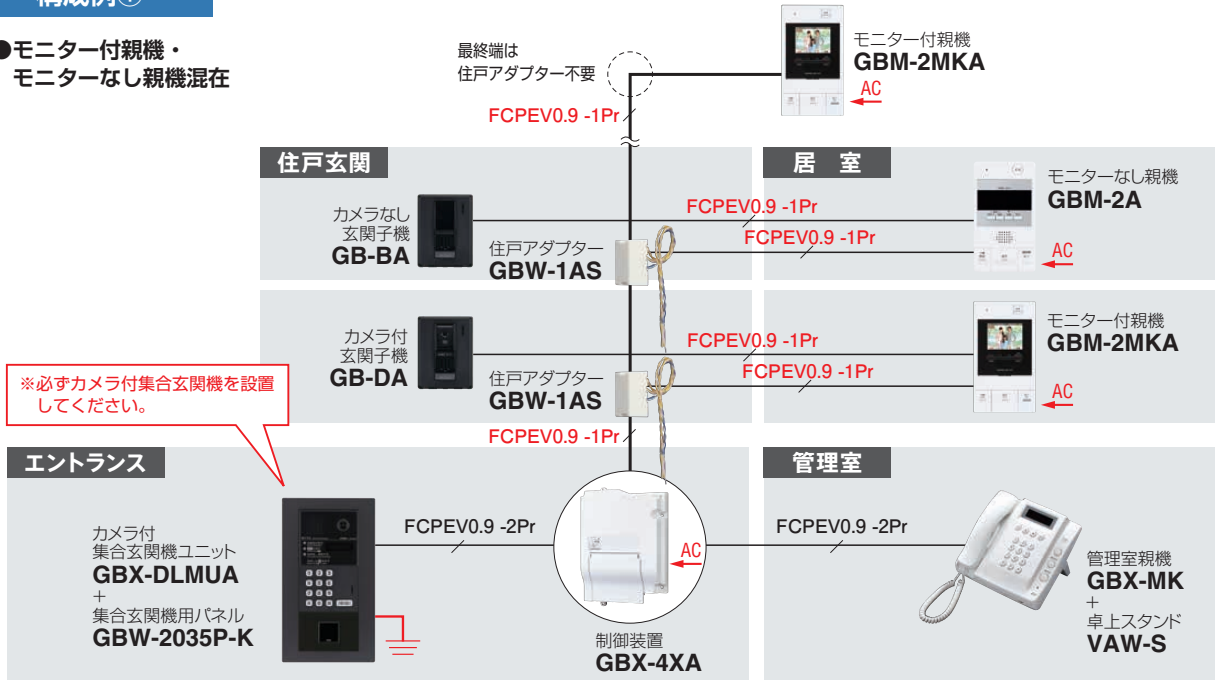 構成例①
●モニター付親機・
モニターなし親機混在
最終端は
住戸アダプター不要
モニター付親機
GBM-2MKA
AC
FCPEV0.9 -1Pr
住戸玄関
居 室
カメラなし
玄関子機
GB-BA
住戸アダプター
GBW-1AS
FCPEV0.9 -1Pr
FCPEV0.9 -1Pr
モニターなし親機
GBM-2A
AC
カメラ付
玄関子機
GB-DA
住戸アダプター
GBW-1AS
FCPEV0.9 -1Pr
FCPEV0.9 -1Pr
モニター付親機
GBM-2MKA
AC
※必ずカメラ付集合玄関機を設置
してください。
FCPEV0.9 -1Pr
エントランス
管理室
カメラ付
集合玄関機ユニット
GBX-DLMUA
+
集合玄関機用パネル
GBW-2035P-K
FCPEV0.9 -2Pr
AC
制御装置
GBX-4XA
FCPEV0.9 -2Pr
管理室親機
GBX-MK
+
卓上スタンド
VAW-S